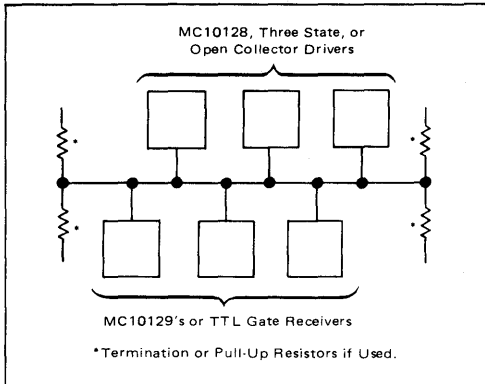 MC10128, Three State, or
Open Collector Drivers
*
*
*
*
MC10129's or TTL Gate Receivers
*Termination or Pull-Up Resistors if Used.